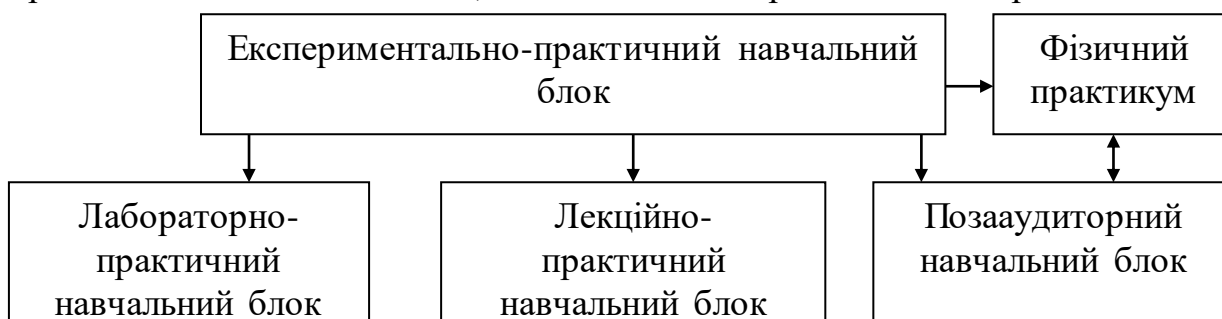 Експериментально-практичний навчальний
блок
Фізичний
практикум
Лабораторно-
практичний
навчальний блок
Лекційно-
практичний
навчальний блок
Позааудиторний
навчальний блок